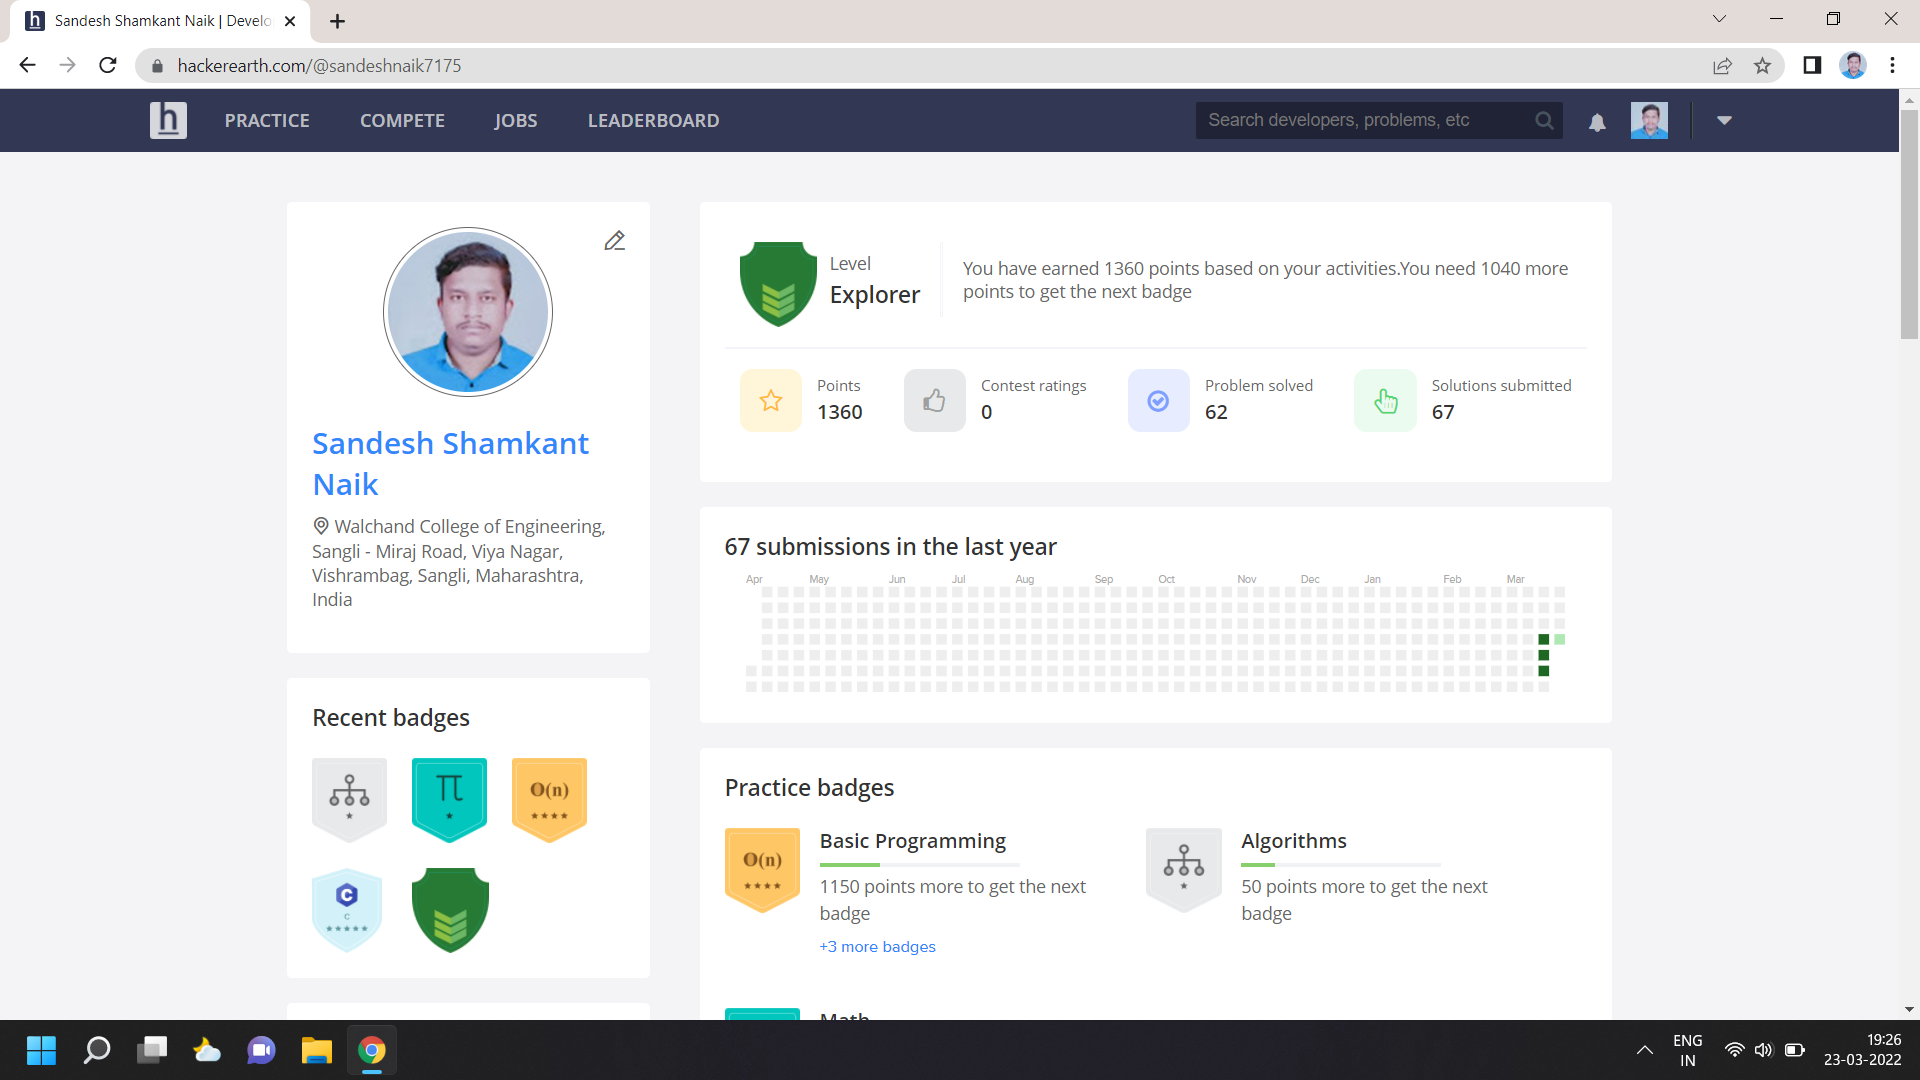 Sandesh Shamkant Naik | Develo
hackerearth.com/@sandeshnaik7175
h PRACTICE COMPETE JOBS LEADERBOARD Search developers, problems, etc
Level
Explorer
You have earned 1360 points based on your activities.You need 1040 more
points to get the next badge
Points Contest ratings Problem solved Solutions submitted
1360 0 62 67
Sandesh Shamkant
Naik
Walchand College of Engineering,
Sangli - Miraj Road, Viya Nagar,
Vishrambag, Sangli, Maharashtra,
India
67 submissions in the last year
Apr May Jun Jul Aug Sep Oct Nov Dec Jan Feb Mar
Recent badges
π O(n)
C
C
Practice badges
O(n)
Basic Programming
1150 points more to get the next
badge
+3 more badges
Algorithms
50 points more to get the next
badge
Math
ENG
IN
19:26
23-03-2022